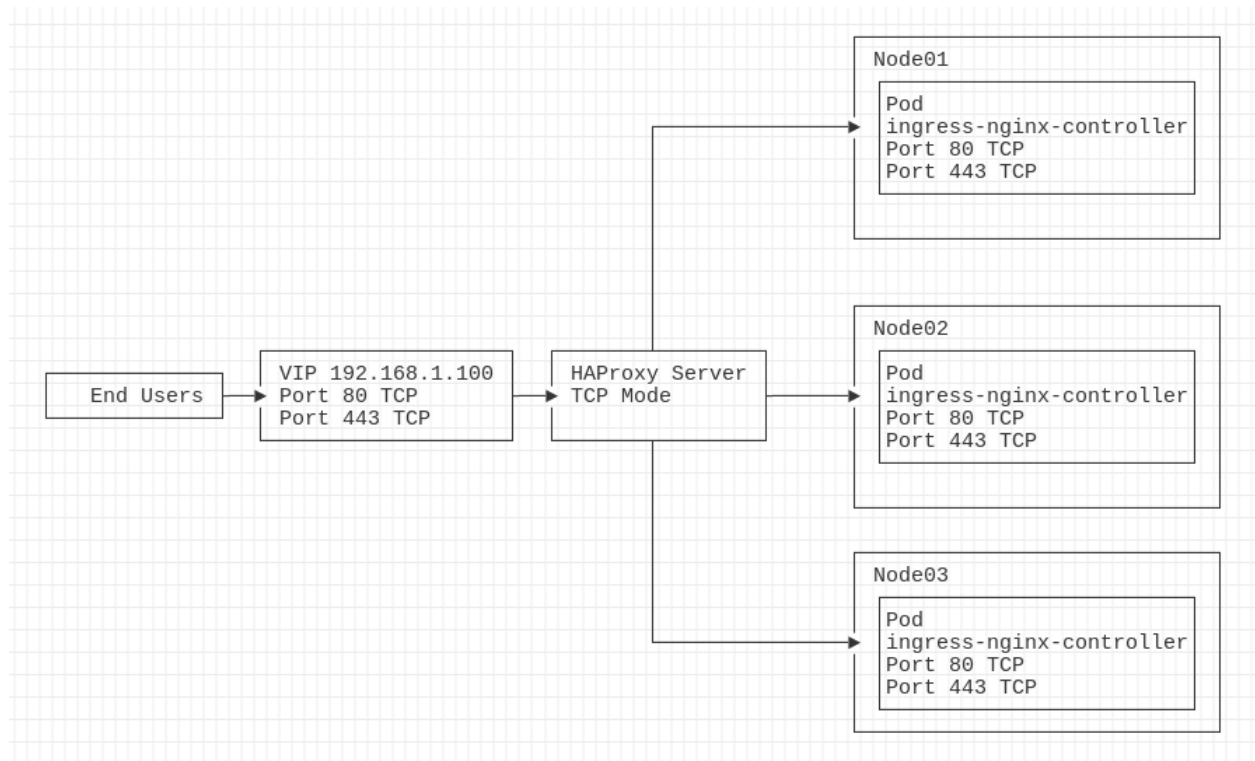 Node01
Pod
ingress-nginx-controller
Port 80 TCP
Port 443 TCP
End Users
VIP 192.168.1.100
Port 80 TCP
Port 443 TCP
HAProxy Server
TCP Mode
Node02
Pod
ingress-nginx-controller
Port 80 TCP
Port 443 TCP
Node03
Pod
ingress-nginx-controller
Port 80 TCP
Port 443 TCP